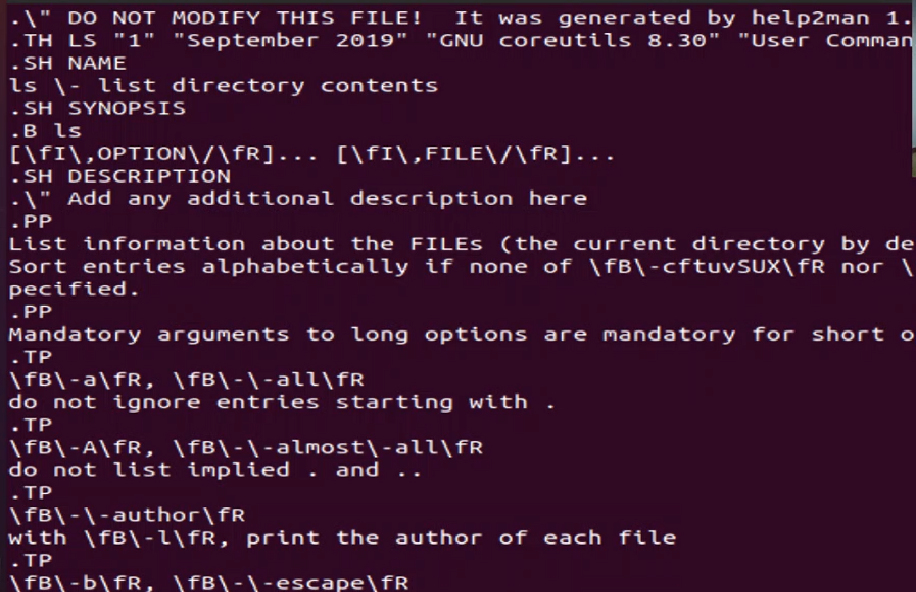 .\" DO NOT MODIFY THIS FILE!  It was generated by help2man 1.
.TH LS "1" "September 2019" "GNU coreutils 8.30" "User Comman
.SH NAME
ls \- list directory contents
.SH SYNOPSIS
.B ls
[\fI\,OPTION\/\fR]... [\fI\,FILE\/\fR]...
.SH DESCRIPTION
.\" Add any additional description here
.PP
List information about the FILEs (the current directory by de
Sort entries alphabetically if none of \fB\-cftuvSUX\fR nor \
pecified.
.PP
Mandatory arguments to long options are mandatory for short o
.TP
\fB\-a\fR, \fB\-\-all\fR
do not ignore entries starting with .
.TP
\fB\-A\fR, \fB\-\-almost\-all\fR
do not list implied . and ..
.TP
\fB\-\-author\fR
with \fB\-l\fR, print the author of each file
.TP
\fB\-b\fR, \fB\-\-escape\fR